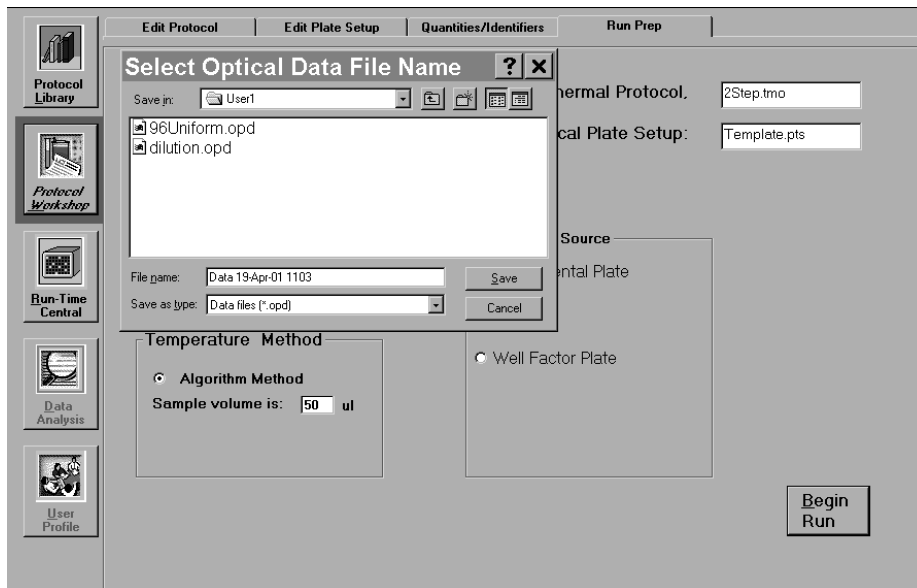 Edit Protocol
Edit Plate Setup
Quantities/Identifiers
Run Prep
Protocol
Library
Protocol
Workshop
Run-Time
Central
Data
Analysis
User
Profile
Select Optical Data File Name
Save in:
User1
96Uniform.opd
dilution.opd
File name:
Data 19-Apr-01 1103
Save
Save as type:
Data files (*.opd)
Cancel
hermal Protocol,
2Step.tmo
cal Plate Setup:
Template.pts
Source
ental Plate
Well Factor Plate
Temperature Method
Algorithm Method
Sample volume is: 50 ul
Begin
Run